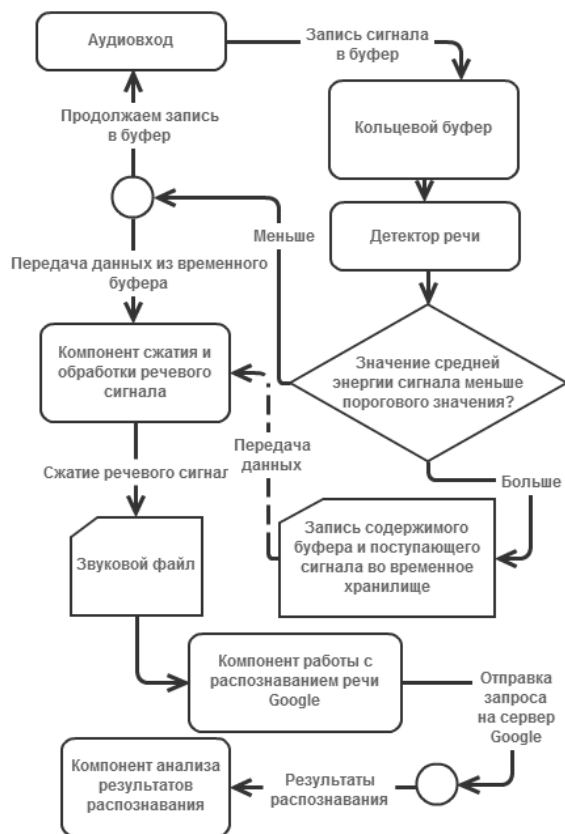 Аудиовход
Запись сигнала
в буфер
Продолжаем запись
в буфер
Кольцевой буфер
Детектор речи
Меньше
Передача данных из временного
буфера
Компонент сжатия и
обработки речевого
сигнала
Значение средней
энергии сигнала меньше
порогового значения?
Передача
данных
Больше
Сжатие речевого сигнал
Запись содержимого
буфера и поступающего
сигнала во временное
хранилище
Звуковой файл
Компонент работы с
распознаванием речи
Google
Отправка
запроса
на сервер
Google
Компонент анализа
результатов
распознавания
Результаты
распознавания